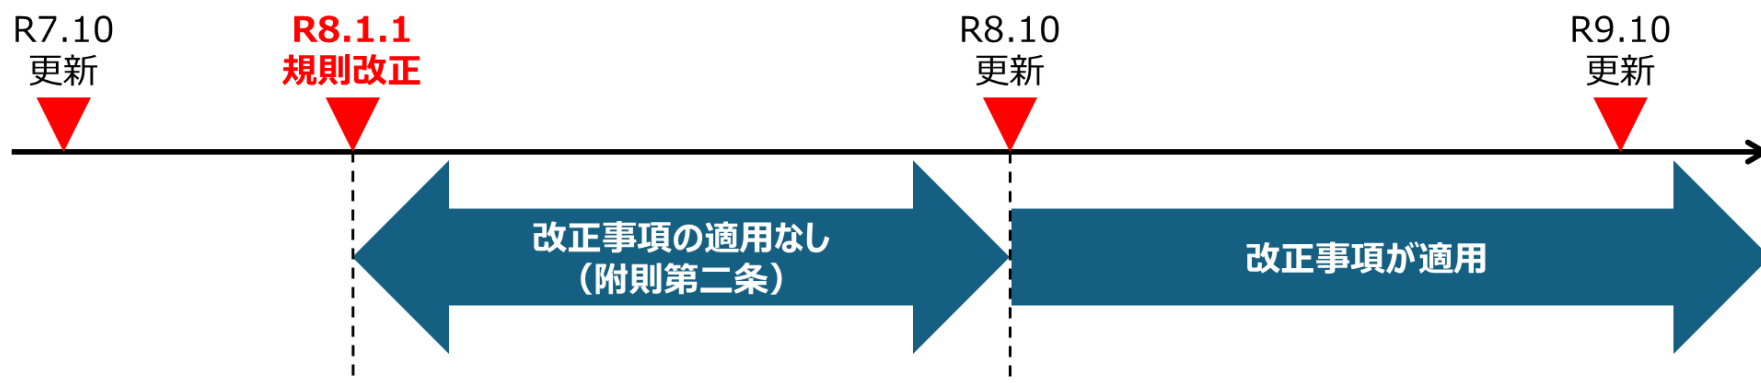 R7.10
更新
R8.1.1
規則改正
R8.10
更新
R9.10
更新
改正事項の適用なし
（附則第二条）
改正事項が適用